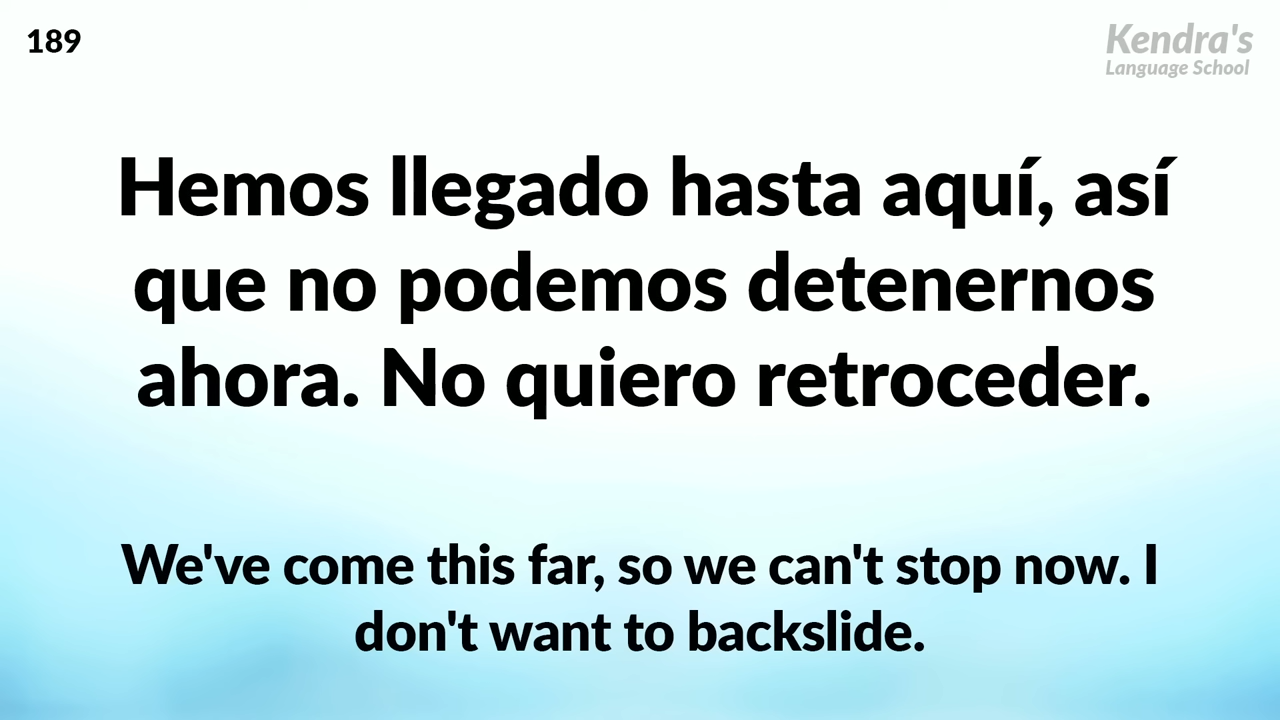 189
Kendra's
Language School
Hemos llegado hasta aquí, así
que no podemos detenernos
ahora. No quiero retroceder.
We've come this far, so we can't stop now. I
don't want to backslide.